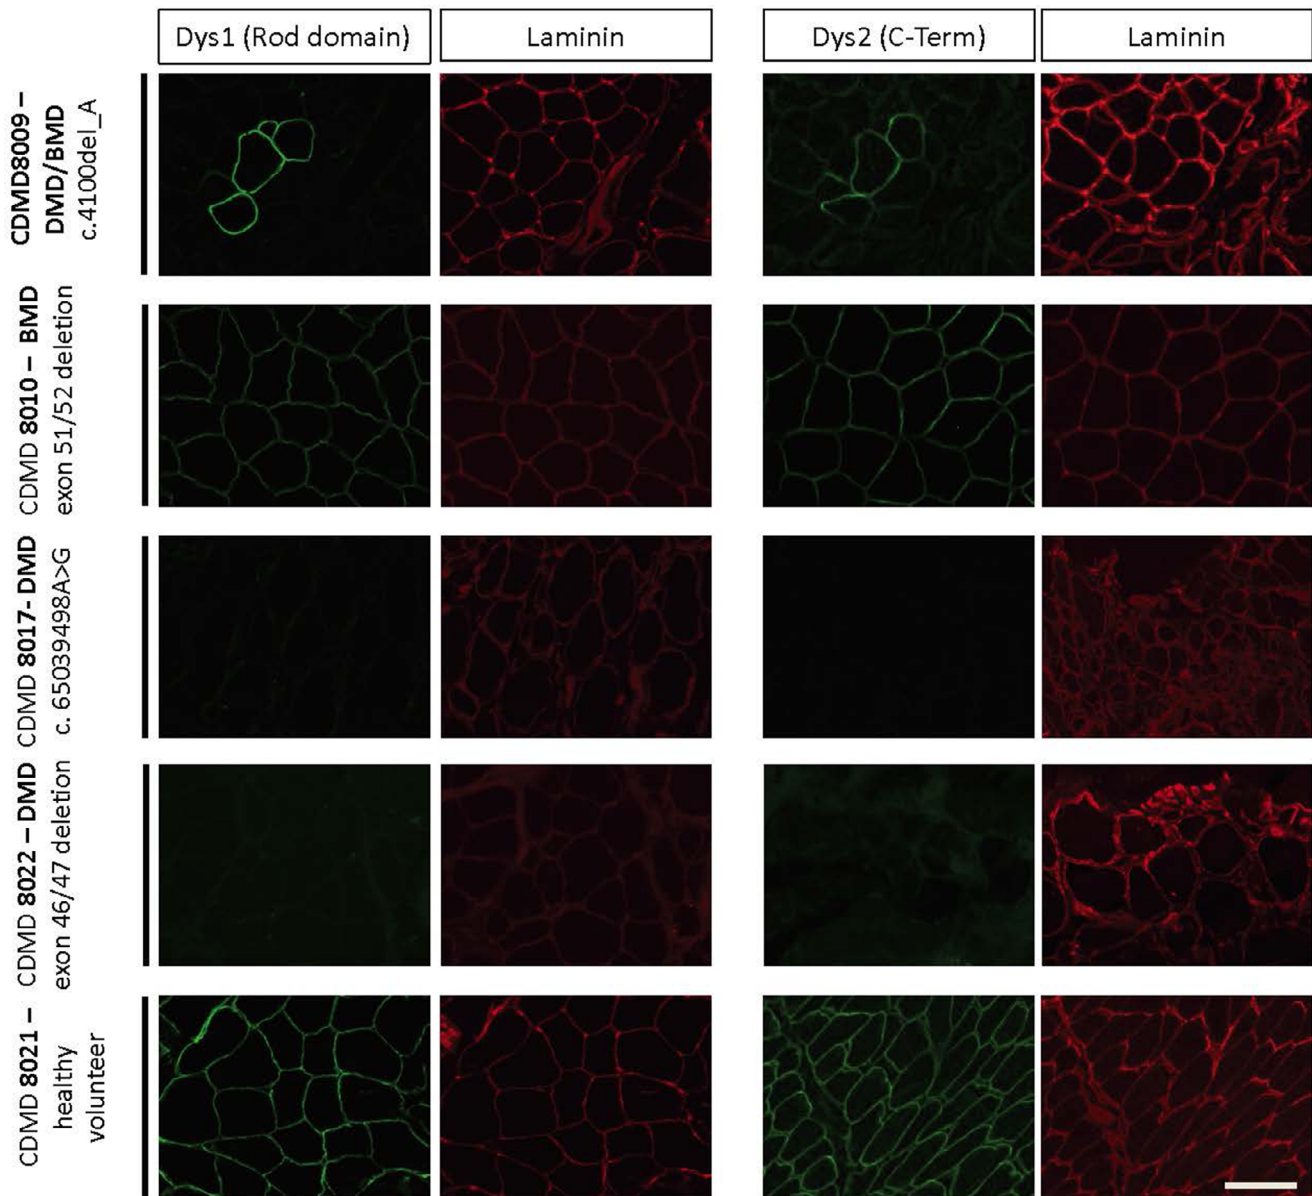 Dys1 (Rod domain)
Laminin
Dys2 (C-Term)
Laminin
CDMD8009 –
DMD/BMD
c.4100del_A
CDMD 8010 – BMD
exon 51/52 deletion
CDMD 8017- DMD
c. 65039498A>G
CDMD 8022 – DMD
exon 46/47 deletion
CDMD 8021 –
healthy
volunteer